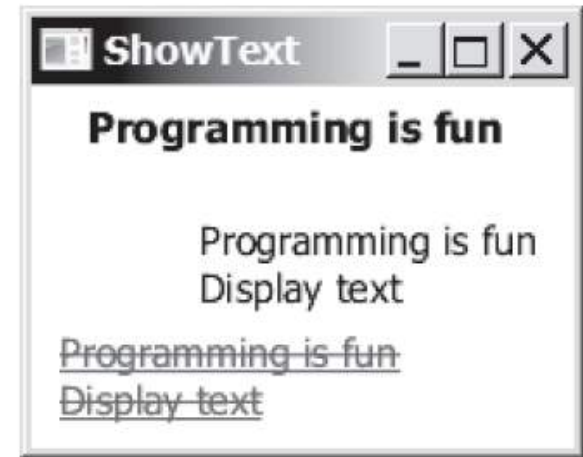 ShowText
Programming is fun
Programming is fun
Display text
Programming is fun
Display text